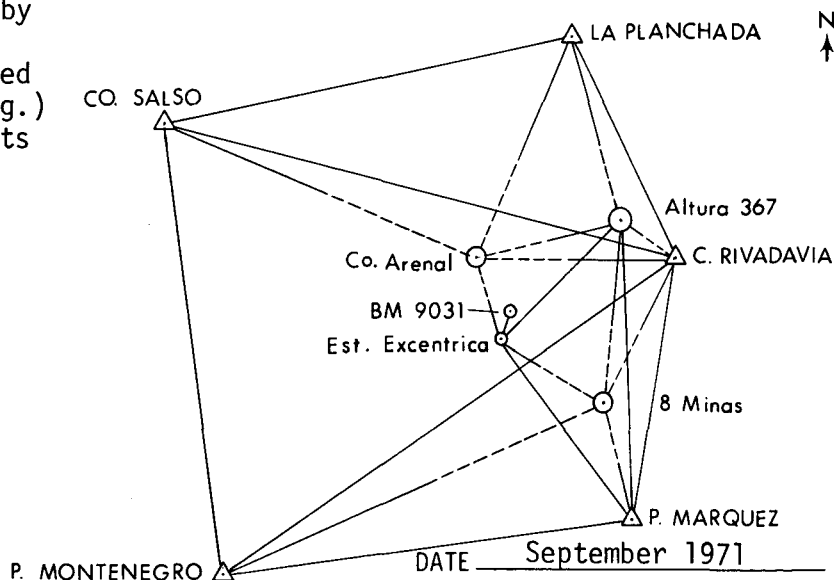 by
ed
g.)
ts
N
LA PLANCHADA
CO. SALSO
Altura 367
Co. Arenal
C. RIVADAVIA
BM 9031
Est. Excentrica
8 Minas
P. MARQUEZ
P. MONTENEGRO
DATE September 1971